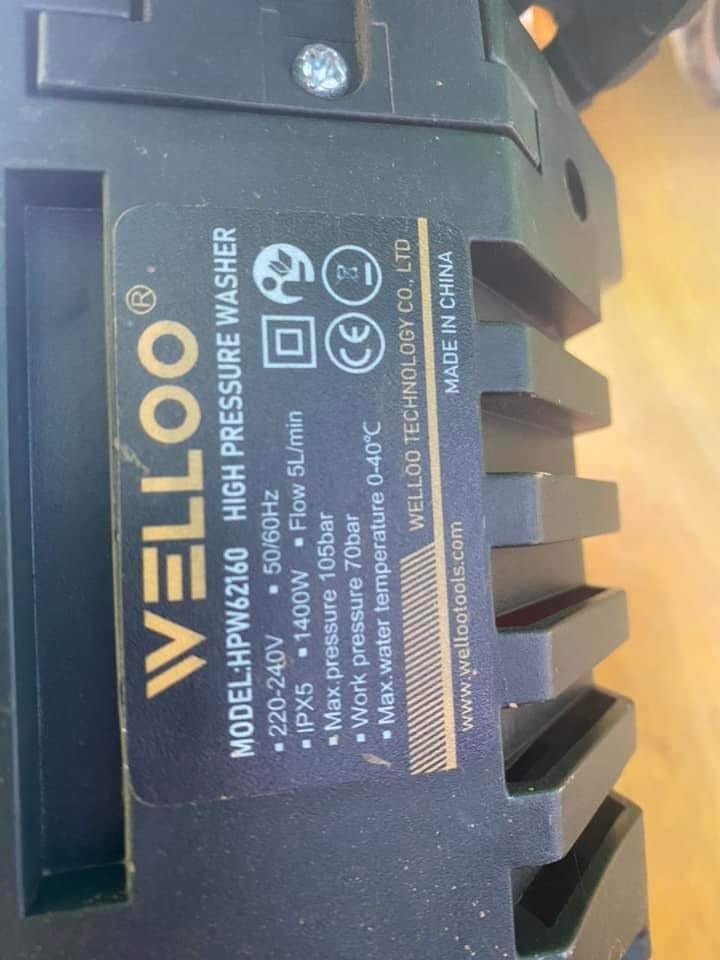 WELLOO®
MODEL:HPW62160 HIGH PRESSURE WASHER
▪ 220-240V ▪ 50/60Hz
▪ IPX5 ▪ 1400W ▪ Flow 5L/min
▪ Max.pressure 105bar
▪ Work pressure 70bar
▪ Max.water temperature 0-40℃
CE
WELLOO TECHNOLOGY CO., LTD
www.wellootools.com MADE IN CHINA